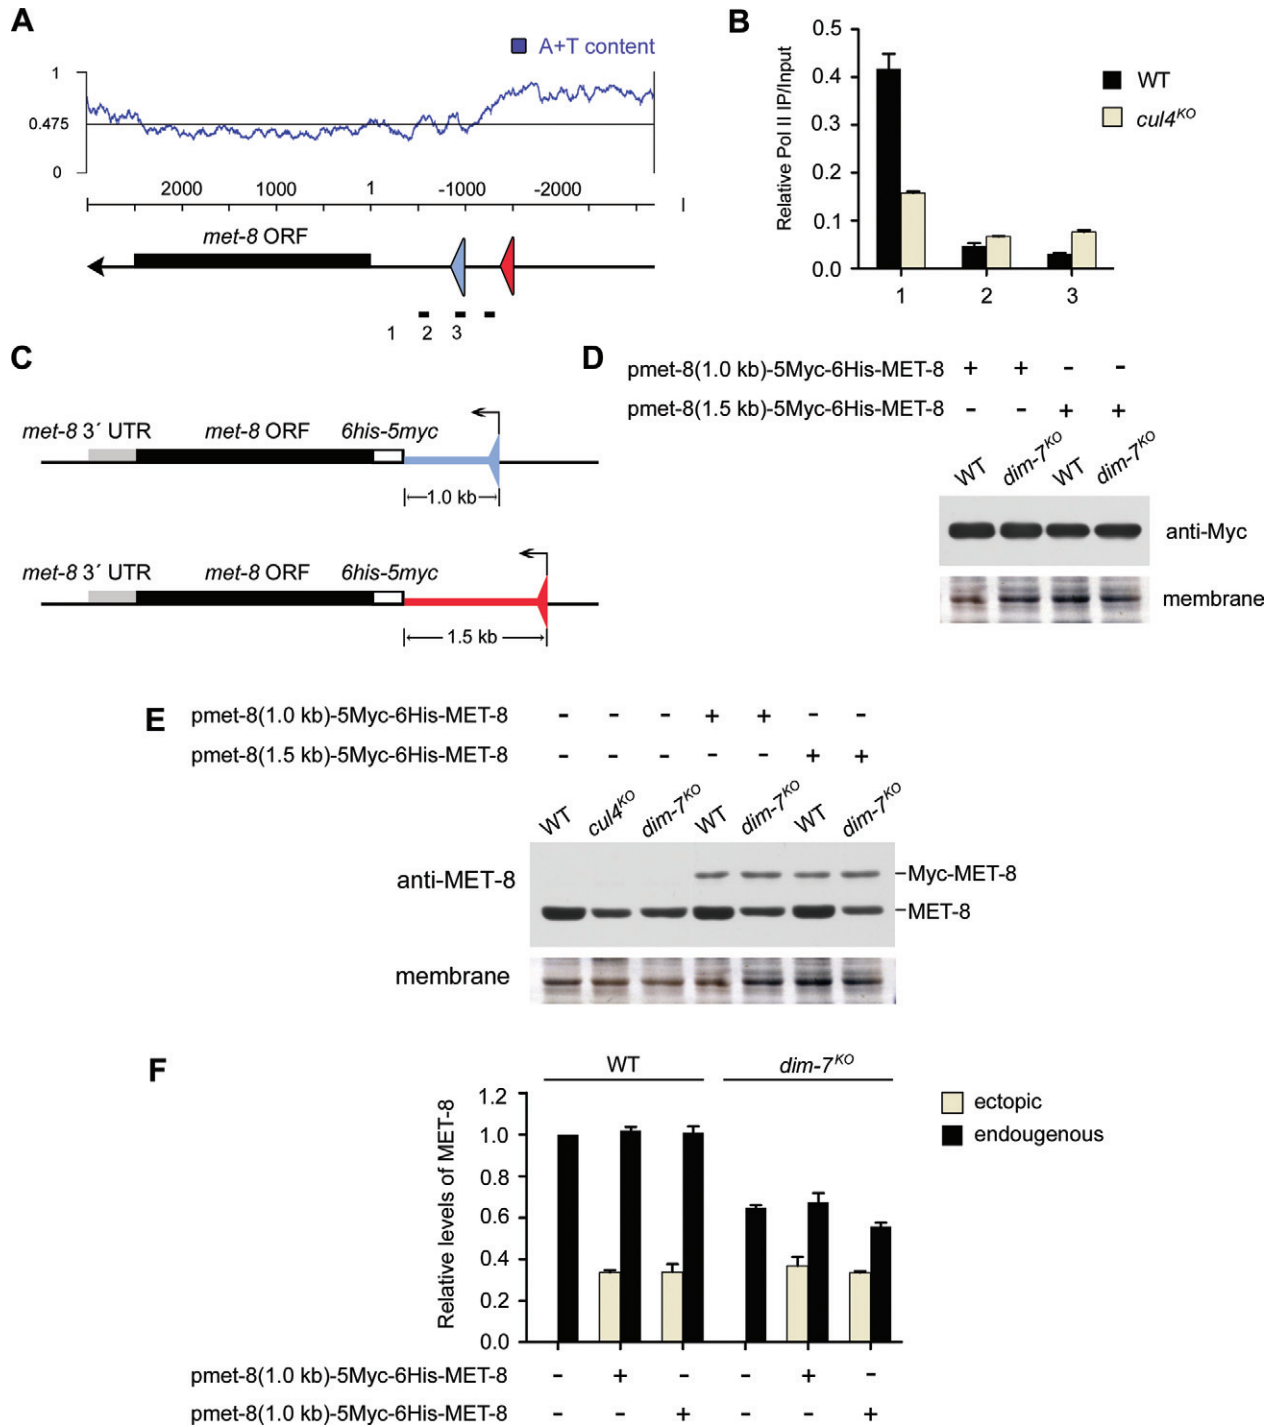 A
A+T content
1
0.475
0
2000 1000 1 -1000 -2000
met-8 ORF
1 2 3
B
Relative Pol II IP/Input
0.5
0.4
0.3
0.2
0.1
0.0
1 2 3
WT
cul4KO
C
met-8 3´ UTR met-8 ORF 6his-5myc
1.0 kb
met-8 3´ UTR met-8 ORF 6his-5myc
1.5 kb
D
pmet-8(1.0 kb)-5Myc-6His-MET-8 + + - -
pmet-8(1.5 kb)-5Myc-6His-MET-8 - - + +
WT dim-7KO WT dim-7KO
anti-Myc
membrane
E
pmet-8(1.0 kb)-5Myc-6His-MET-8 - - - + + - -
pmet-8(1.5 kb)-5Myc-6His-MET-8 - - - - - + +
WT cul4KO dim-7KO WT dim-7KO WT dim-7KO
anti-MET-8
Myc-MET-8
MET-8
membrane
F
WT dim-7KO
Relative levels of MET-8
1.2
1.0
0.8
0.6
0.4
0.2
0.0
ectopic
endougenous
pmet-8(1.0 kb)-5Myc-6His-MET-8 - + - - + -
pmet-8(1.0 kb)-5Myc-6His-MET-8 - - + - - +